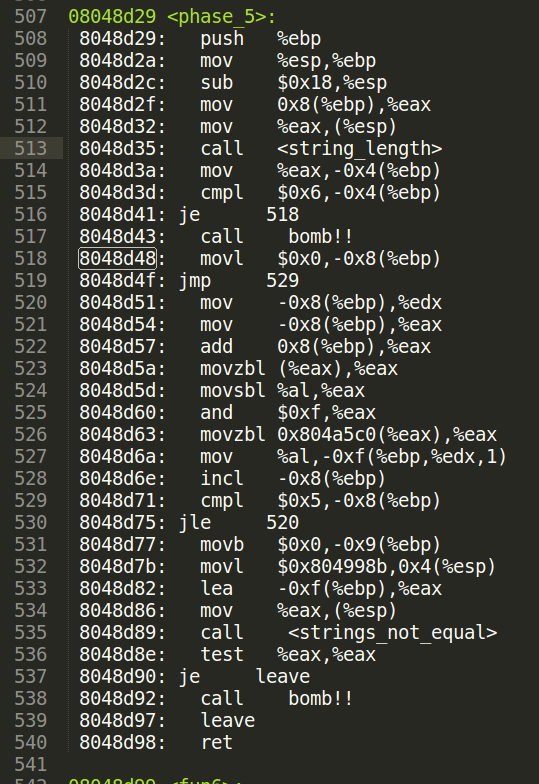 507 08048d29 <phase_5>:
508 8048d29: push %ebp
509 8048d2a: mov %esp,%ebp
510 8048d2c: sub $0x18,%esp
511 8048d2f: mov 0x8(%ebp),%eax
512 8048d32: mov %eax,(%esp)
513 8048d35: call <string_length>
514 8048d3a: mov %eax,-0x4(%ebp)
515 8048d3d: cmpl $0x6,-0x4(%ebp)
516 8048d41: je 518
517 8048d43: call bomb!!
518 8048d48: movl $0x0,-0x8(%ebp)
519 8048d4f: jmp 529
520 8048d51: mov -0x8(%ebp),%edx
521 8048d54: mov -0x8(%ebp),%eax
522 8048d57: add 0x8(%ebp),%eax
523 8048d5a: movzbl (%eax),%eax
524 8048d5d: movsbl %al,%eax
525 8048d60: and $0xf,%eax
526 8048d63: movzbl 0x804a5c0(%eax),%eax
527 8048d6a: mov %al,-0xf(%ebp,%edx,1)
528 8048d6e: incl -0x8(%ebp)
529 8048d71: cmpl $0x5,-0x8(%ebp)
530 8048d75: jle 520
531 8048d77: movb $0x0,-0x9(%ebp)
532 8048d7b: movl $0x804998b,0x4(%esp)
533 8048d82: lea -0xf(%ebp),%eax
534 8048d86: mov %eax,(%esp)
535 8048d89: call <strings_not_equal>
536 8048d8e: test %eax,%eax
537 8048d90: je leave
538 8048d92: call bomb!!
539 8048d97: leave
540 8048d98: ret
541
542 08048d99 <fun6>: